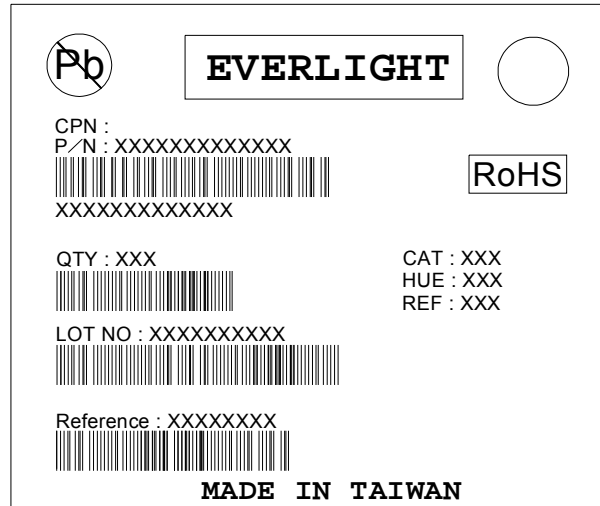 Pb
EVERLIGHT
CPN :
P/N : XXXXXXXXXXXXX
RoHS
XXXXXXXXXXXXX
QTY : XXX
CAT : XXX
HUE : XXX
REF : XXX
LOT NO : XXXXXXXXXX
Reference : XXXXXXXX
MADE IN TAIWAN